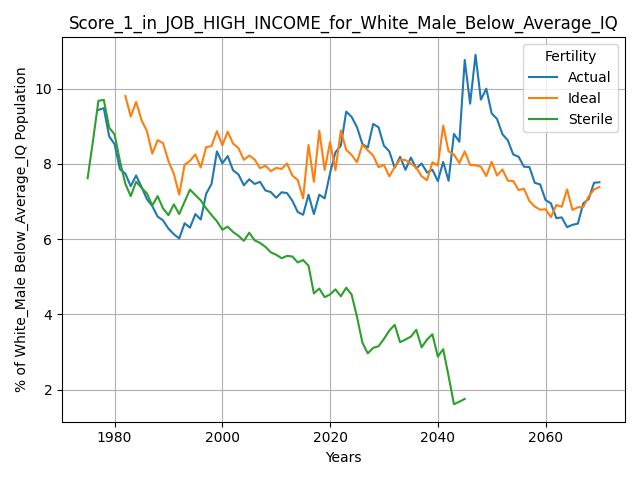 Score_1_in_JOB_HIGH_INCOME_for_White_Male_Below_Average_IQ
% of White_Male Below_Average_IQ Population
10
8
6
4
2
Fertility
Actual
Ideal
Sterile
1980 2000 2020 2040 2060
Years